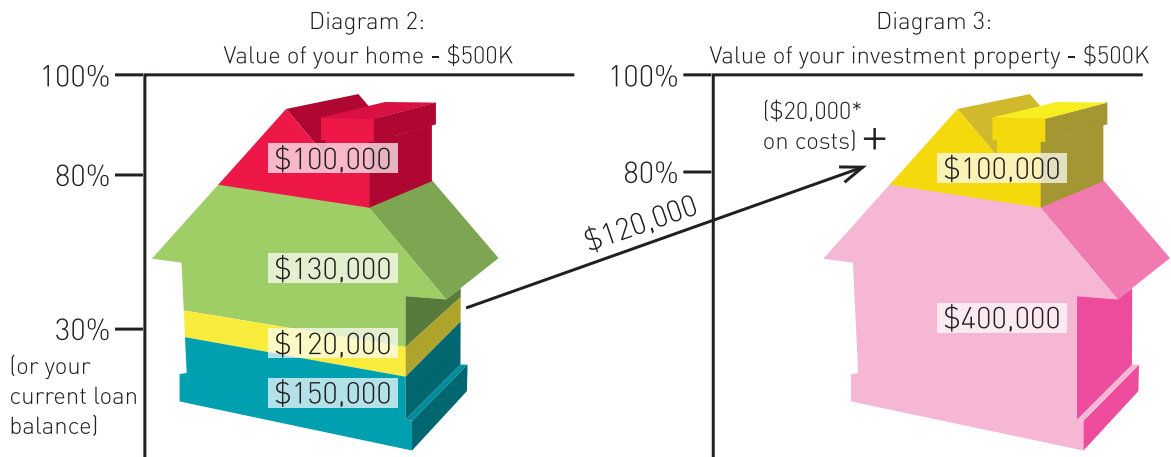 Diagram 2:
Value of your home - $500K
100%
80%
30%
(or your
current loan
balance)
$100,000
$130,000
$120,000
$150,000
$120,000
Diagram 3:
Value of your investment property - $500K
100%
80%
($20,000*
on costs) +
$100,000
$400,000